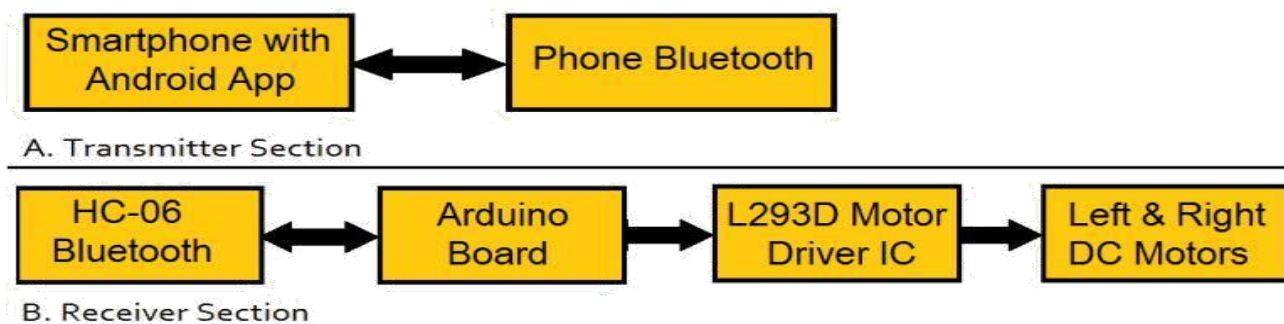 Smartphone with
Android App
Phone Bluetooth
A. Transmitter Section
HC-06
Bluetooth
Arduino
Board
L293D Motor
Driver IC
Left & Right
DC Motors
B. Receiver Section